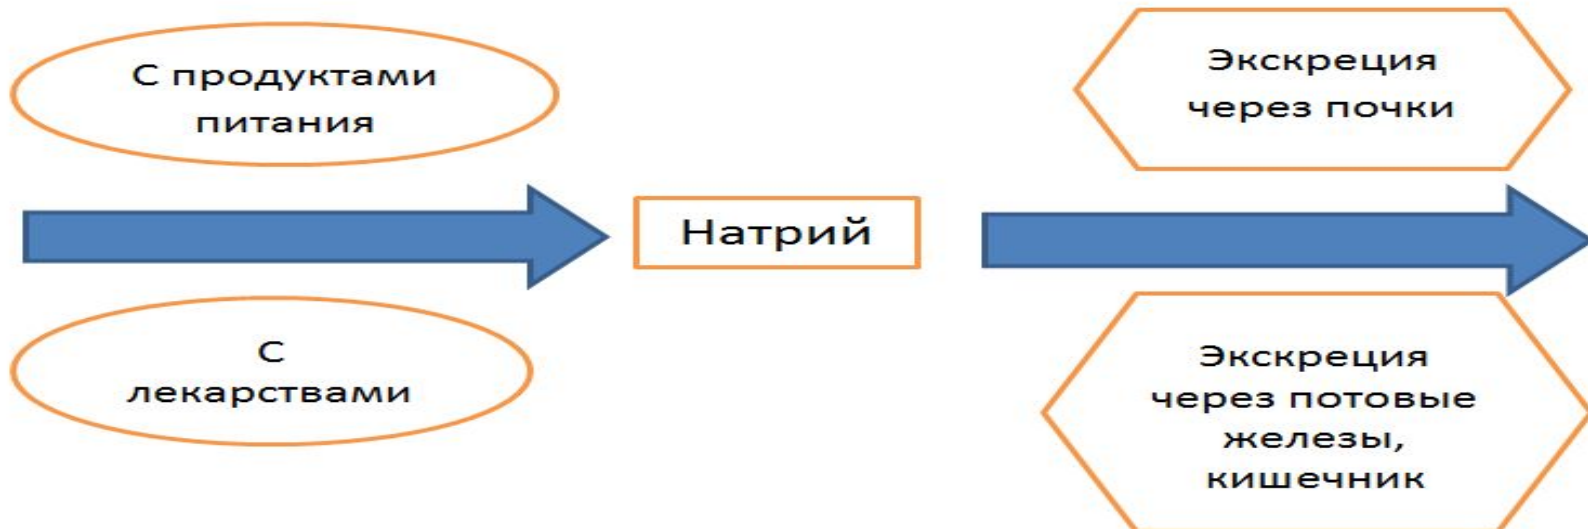 С продуктами
питания
С
лекарствами
Натрий
Экскреция
через почки
Экскреция
через потовые
железы,
кишечник